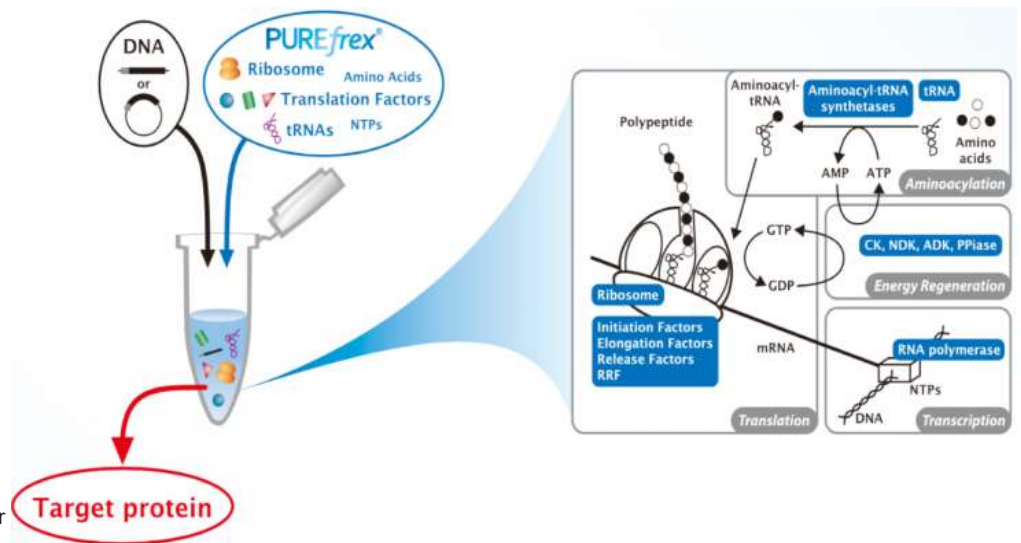 DNA
or
PUREfrex®
Ribosome
Amino Acids
Translation Factors
tRNAs
NTPs
Target protein
r
Polypeptide
Aminoacyl-
tRNA
Aminoacyl-tRNA
synthetases
tRNA
Amino
acids
AMP
ATP
Aminoacylation
GTP
GDP
CK, NDK, ADK, PPiase
Energy Regeneration
Ribosome
Initiation Factors
Elongation Factors
Release Factors
RRF
mRNA
Translation
RNA polymerase
NTPs
DNA
Transcription